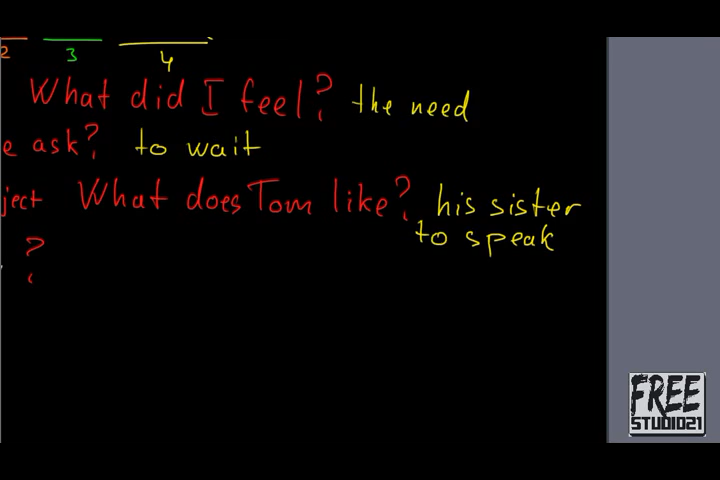 2 3 4
What did I feel? the need
e ask? to wait
ject What does Tom like? his sister
? to speak
FREE
STUDIO21